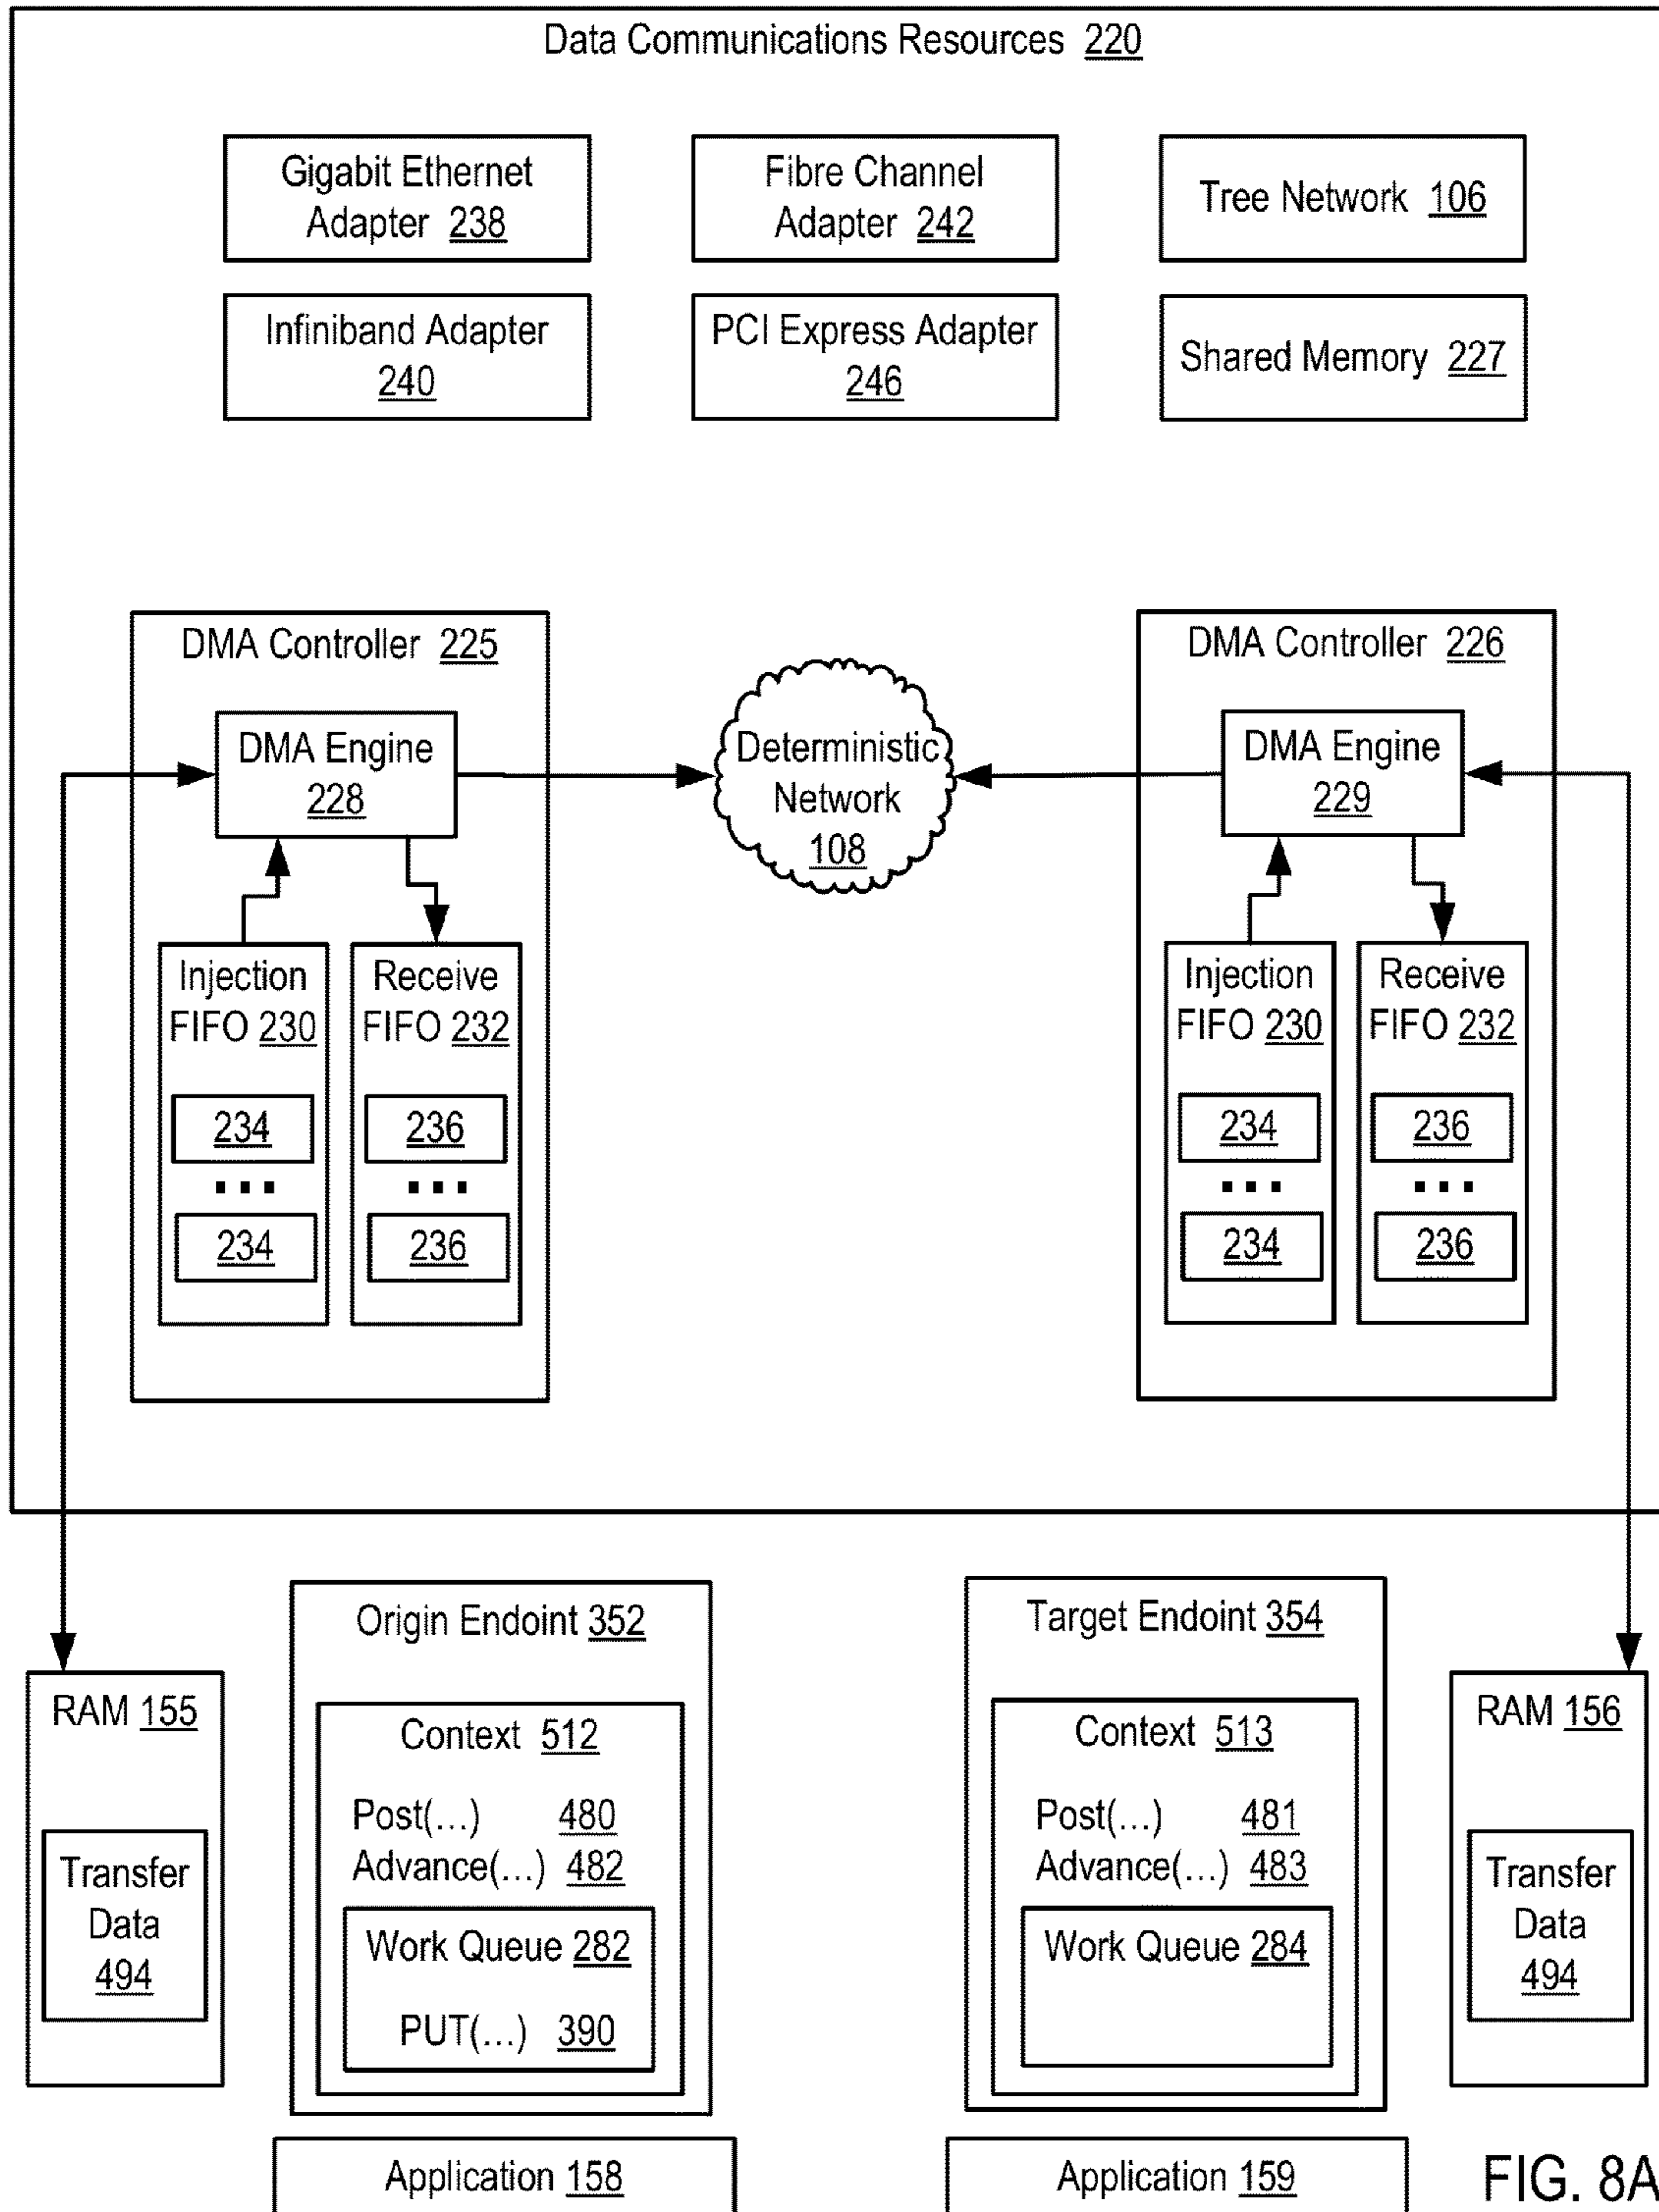 Data Communications Resources 220
Gigabit Ethernet
Adapter 238
Fibre Channel
Adapter 242
Tree Network 106
Infiniband Adapter
240
PCI Express Adapter
246
Shared Memory 227
DMA Controller 225
DMA Engine
228
Injection
FIFO 230
234
...
234
Receive
FIFO 232
236
...
236
Deterministic
Network
108
DMA Controller 226
DMA Engine
229
Injection
FIFO 230
234
...
234
Receive
FIFO 232
236
...
236
RAM 155
Transfer
Data
494
Origin Endoint 352
Context 512
Post(...) 480
Advance(...) 482
Work Queue 282
PUT(...) 390
Target Endoint 354
Context 513
Post(...) 481
Advance(...) 483
Work Queue 284
RAM 156
Transfer
Data
494
Application 158
Application 159
FIG. 8A